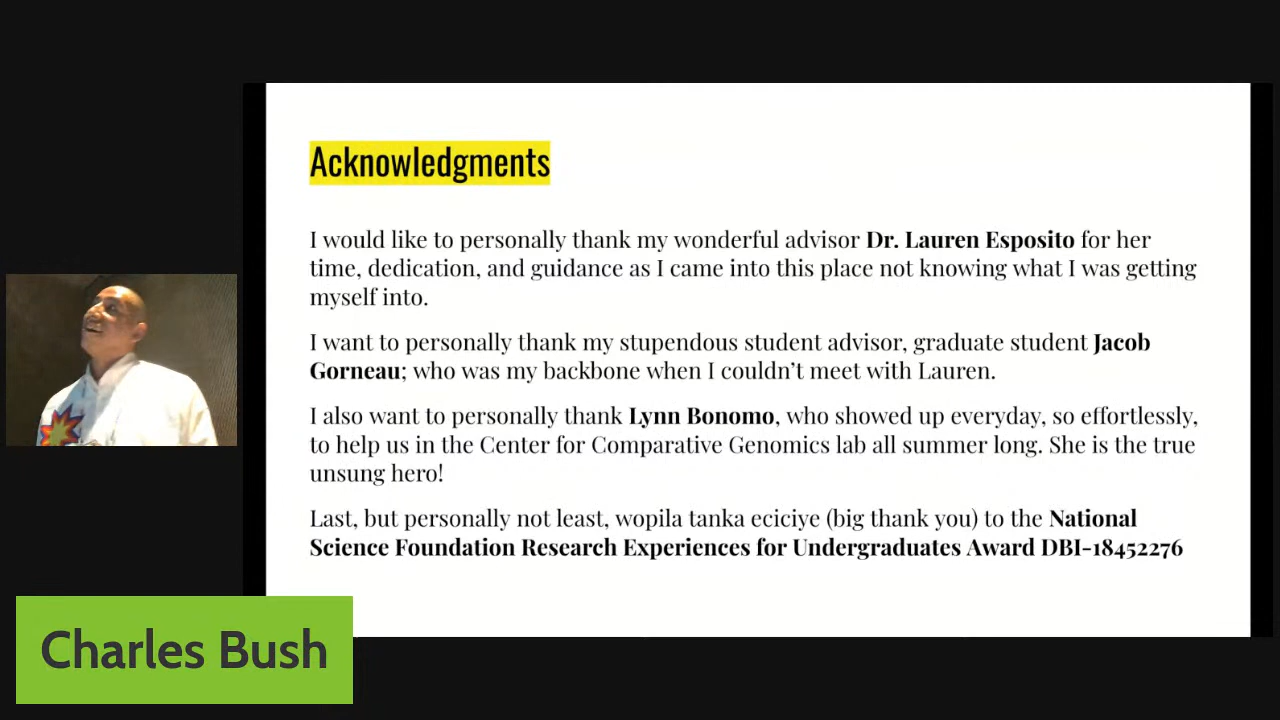 Acknowledgments
I would like to personally thank my wonderful advisor Dr. Lauren Esposito for her
time, dedication, and guidance as I came into this place not knowing what I was getting
myself into.
I want to personally thank my stupendous student advisor, graduate student Jacob
Gorneau; who was my backbone when I couldn't meet with Lauren.
I also want to personally thank Lynn Bonomo, who showed up everyday, so effortlessly,
to help us in the Center for Comparative Genomics lab all summer long. She is the true
unsung hero!
Last, but personally not least, wopila tanka eciciye (big thank you) to the National
Science Foundation Research Experiences for Undergraduates Award DBI-18452276
Charles Bush